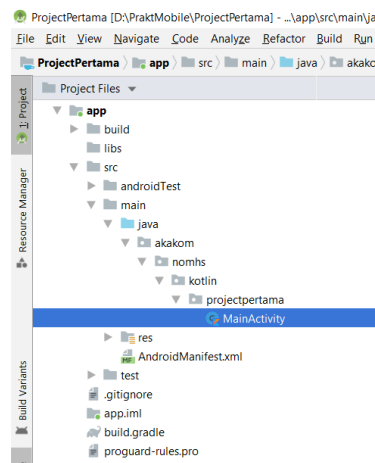 ProjectPertama [D:\PraktMobile\ProjectPertama] - ...\app\src\main\ja
File Edit View Navigate Code Analyze Refactor Build Run
ProjectPertama app src main java akako
Project Files
1: Project
Resource Manager
Build Variants
app
build
libs
src
androidTest
main
java
akakom
nomhs
kotlin
projectpertama
MainActivity
res
MF AndroidManifest.xml
test
.gitignore
app.iml
build.gradle
proguard-rules.pro